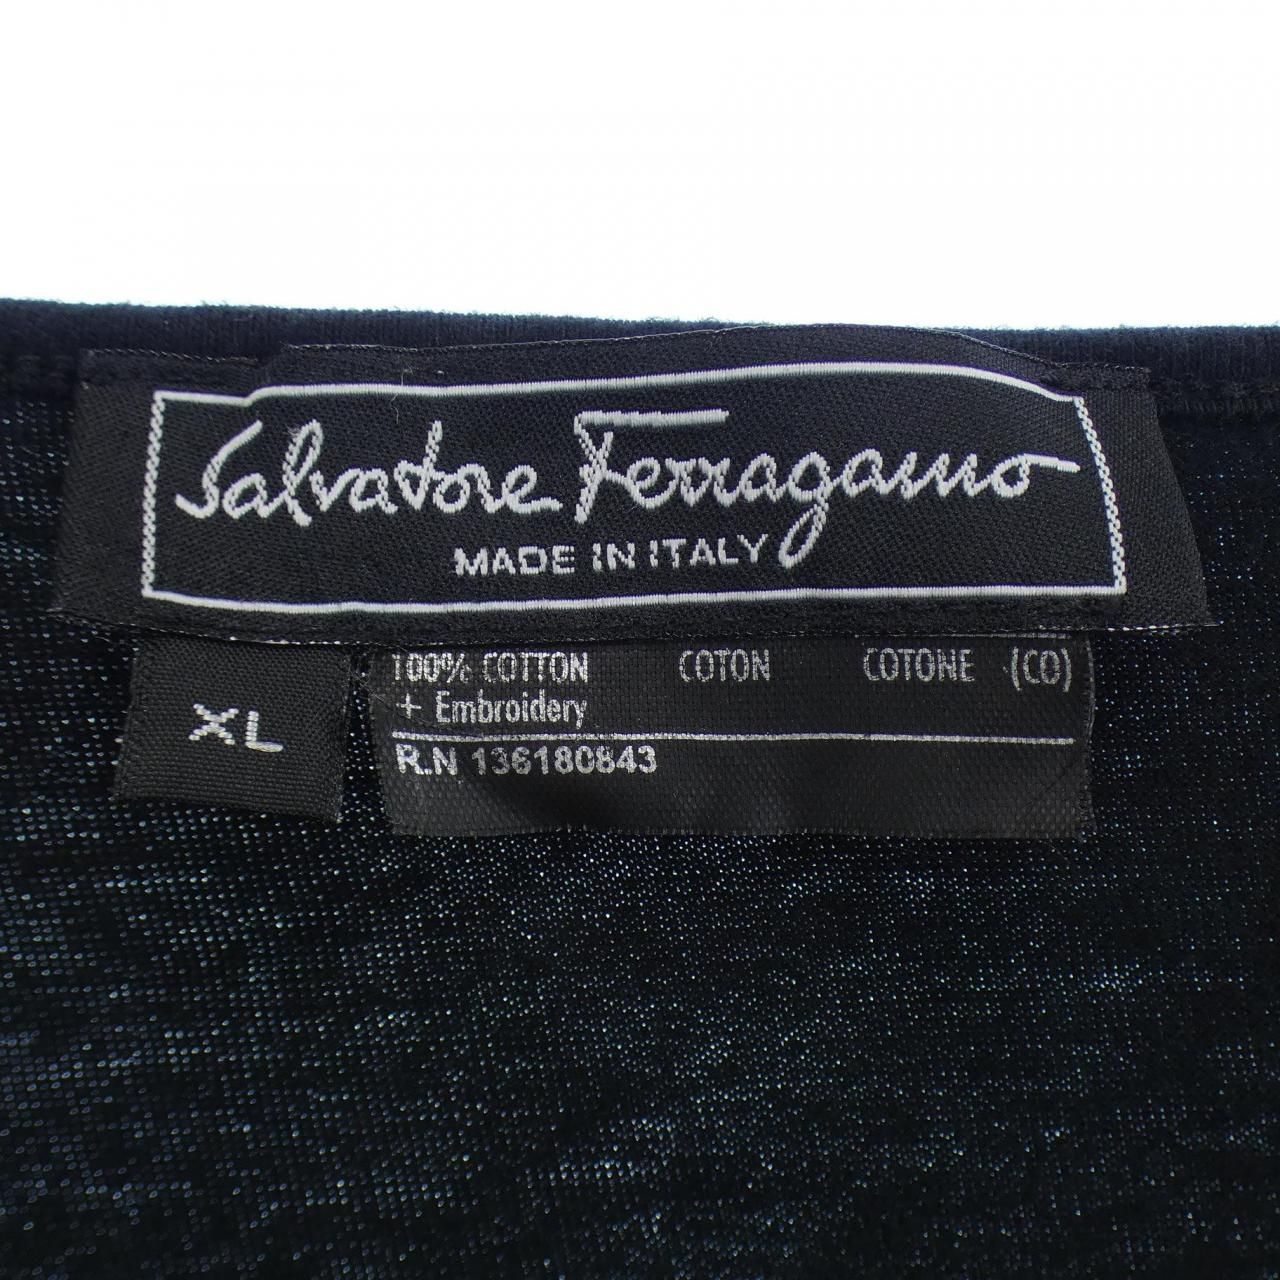 Salvatore Ferragamo
MADE IN ITALY
XL
100% COTTON COTON COTONE (CO)
+ Embroidery
R.N 136180843